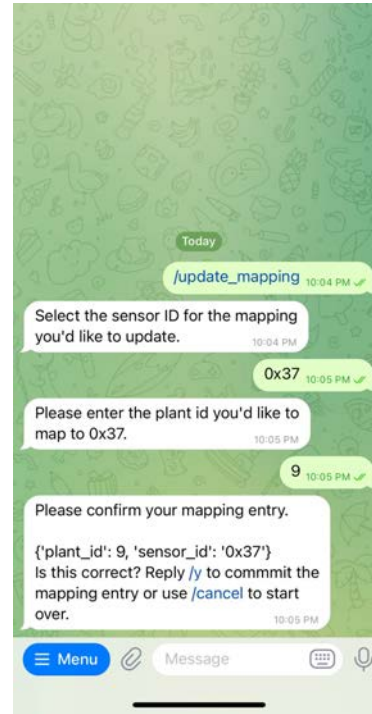 Today
/update_mapping 10:04 PM
Select the sensor ID for the mapping
you'd like to update.
10:04 PM
0x37 10:05 PM
Please enter the plant id you'd like to
map to 0x37.
10:05 PM
9 10:05 PM
Please confirm your mapping entry.
{'plant_id': 9, 'sensor_id': '0x37'}
Is this correct? Reply /y to commmit the
mapping entry or use /cancel to start
over.
10:05 PM
Menu
Message